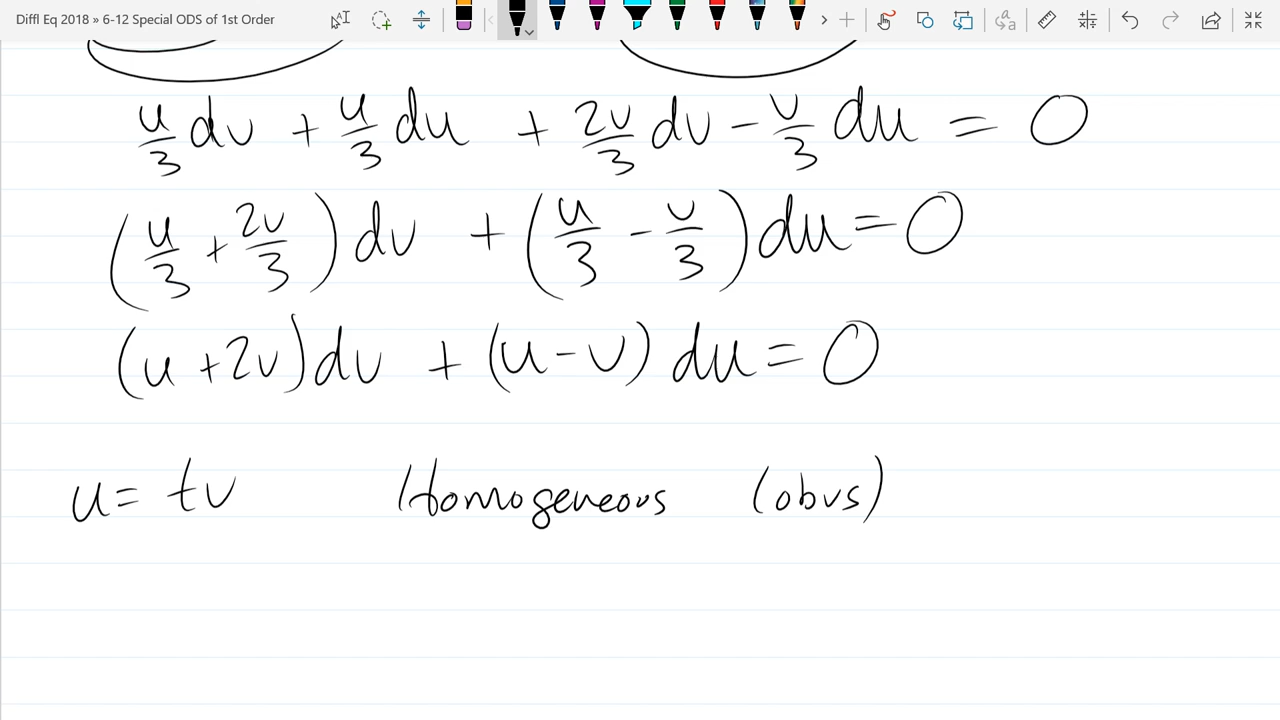 Diffl Eq 2018 » 6-12 Special ODS of 1st Order
u/3 dv + u/3 du + 2v/3 dv - v/3 du = 0
(u/3 + 2v/3) dv + (u/3 - v/3) du = 0
(u + 2v) dv + (u - v) du = 0
u = tv Homogeneous (obvs)